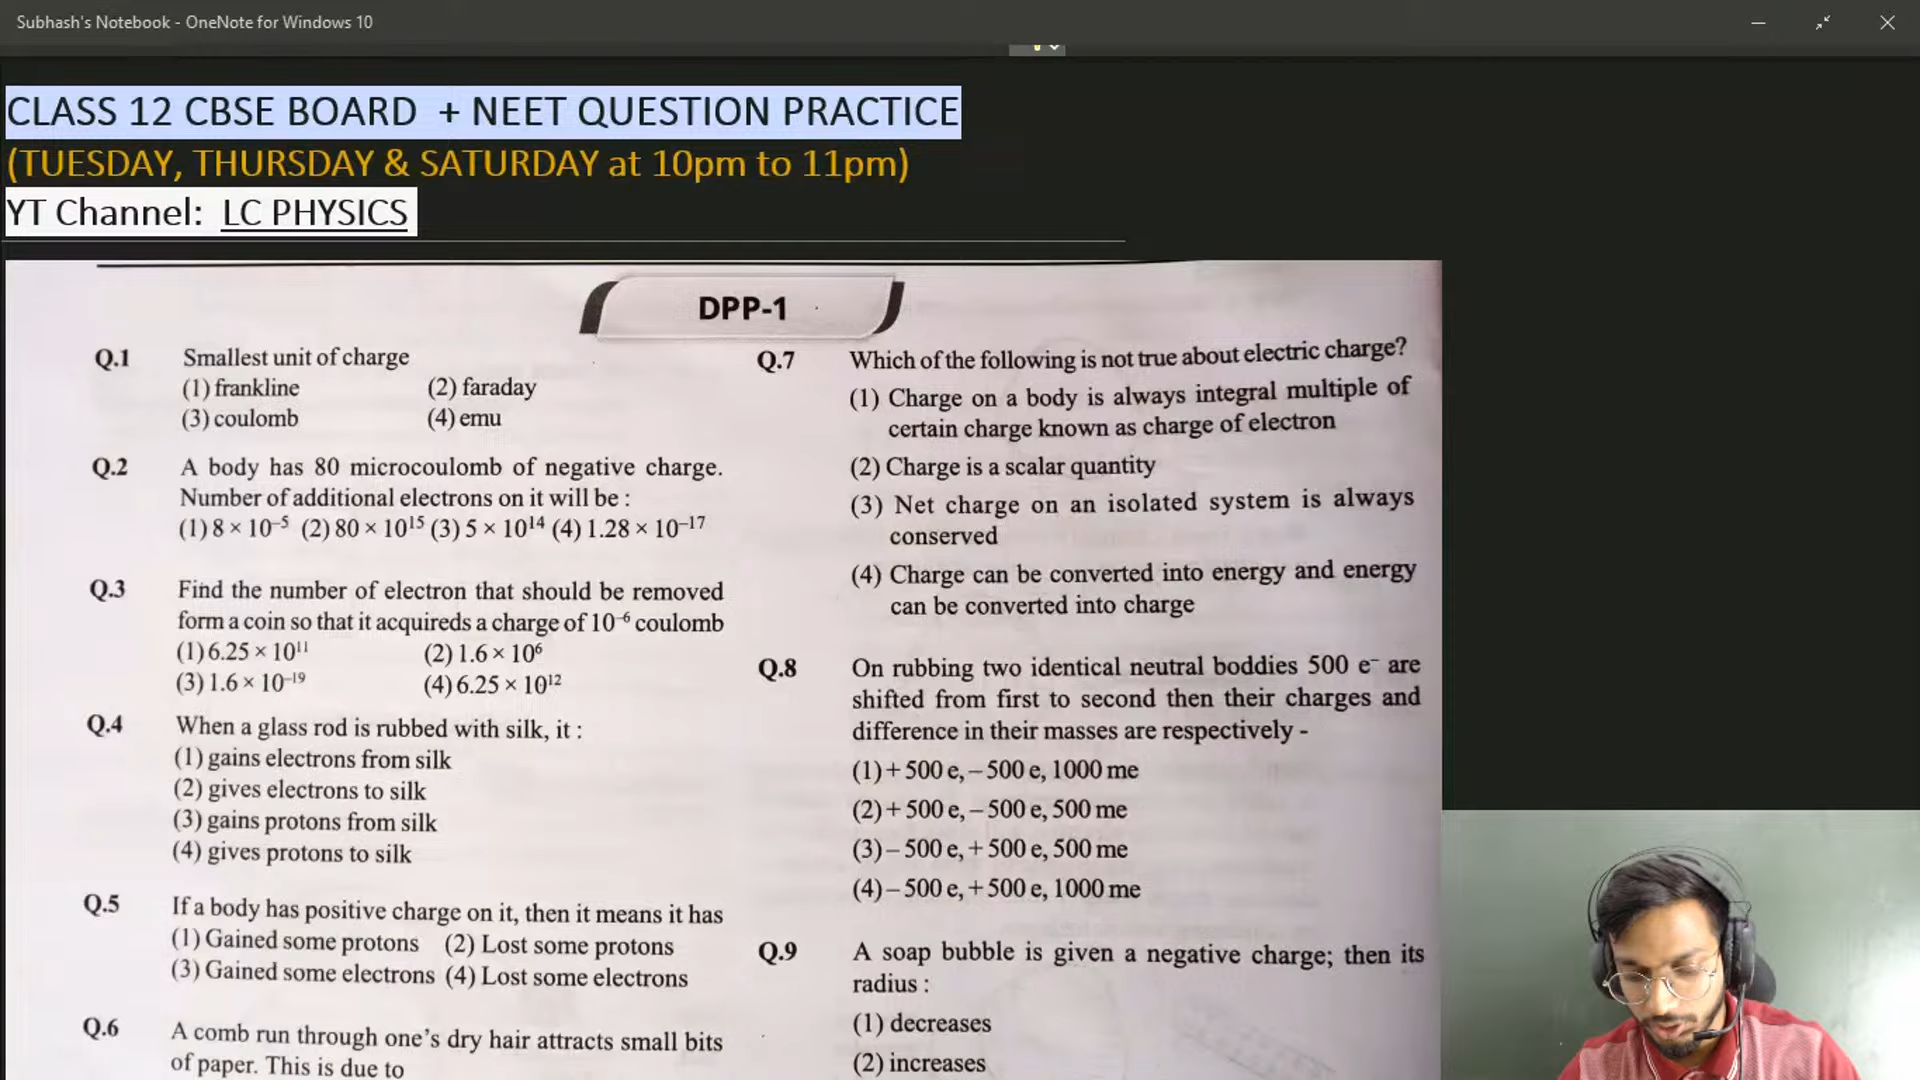 Subhash's Notebook - OneNote for Windows 10
CLASS 12 CBSE BOARD + NEET QUESTION PRACTICE
(TUESDAY, THURSDAY & SATURDAY at 10pm to 11pm)
YT Channel: LC PHYSICS
DPP-1
Q.1 Smallest unit of charge
(1) frankline (2) faraday
(3) coulomb (4) emu
Q.2 A body has 80 microcoulomb of negative charge.
Number of additional electrons on it will be :
(1) 8 × 10⁻⁵ (2) 80 × 10¹⁵ (3) 5 × 10¹⁴ (4) 1.28 × 10⁻¹⁷
Q.3 Find the number of electron that should be removed
form a coin so that it acquireds a charge of 10⁻⁶ coulomb
(1) 6.25 × 10¹¹ (2) 1.6 × 10⁶
(3) 1.6 × 10⁻¹⁹ (4) 6.25 × 10¹²
Q.4 When a glass rod is rubbed with silk, it :
(1) gains electrons from silk
(2) gives electrons to silk
(3) gains protons from silk
(4) gives protons to silk
Q.5 If a body has positive charge on it, then it means it has
(1) Gained some protons (2) Lost some protons
(3) Gained some electrons (4) Lost some electrons
Q.6 A comb run through one's dry hair attracts small bits
of paper. This is due to
Q.7 Which of the following is not true about electric charge?
(1) Charge on a body is always integral multiple of
certain charge known as charge of electron
(2) Charge is a scalar quantity
(3) Net charge on an isolated system is always
conserved
(4) Charge can be converted into energy and energy
can be converted into charge
Q.8 On rubbing two identical neutral boddies 500 e⁻ are
shifted from first to second then their charges and
difference in their masses are respectively -
(1) + 500 e, – 500 e, 1000 me
(2) + 500 e, – 500 e, 500 me
(3) – 500 e, + 500 e, 500 me
(4) – 500 e, + 500 e, 1000 me
Q.9 A soap bubble is given a negative charge; then its
radius :
(1) decreases
(2) increases